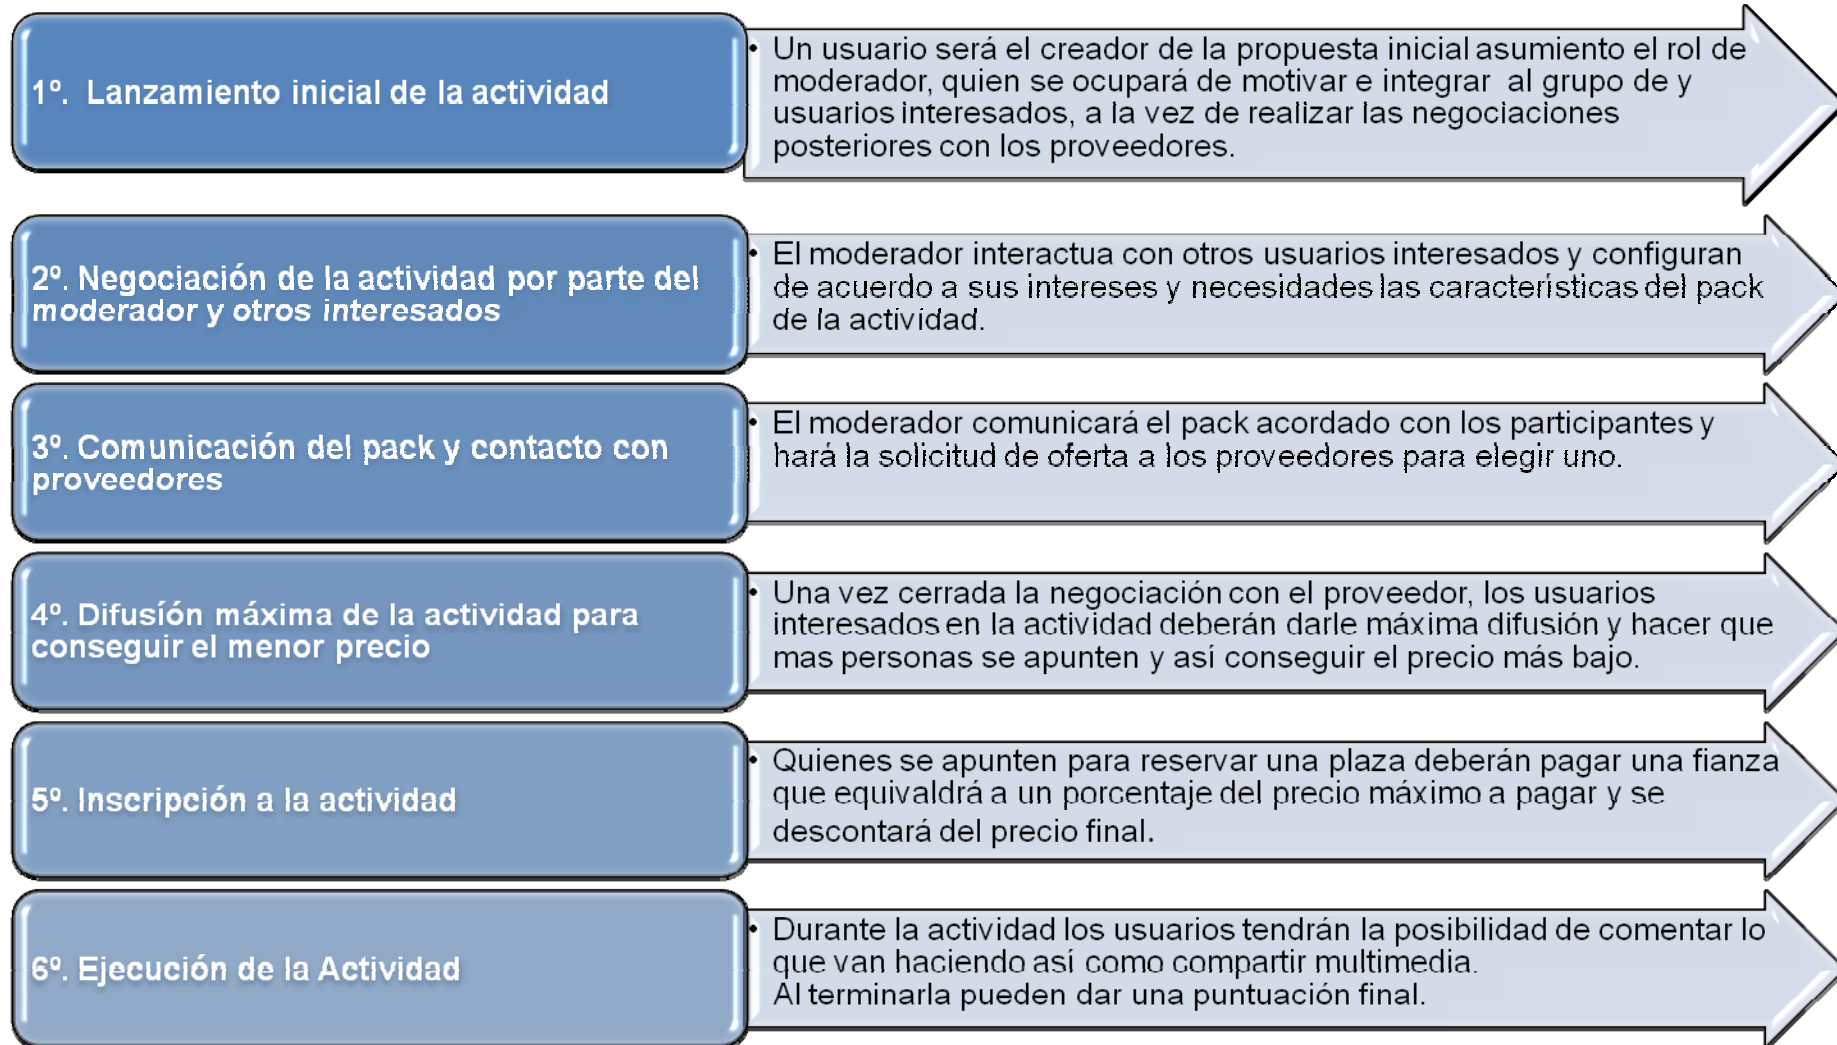 1º. Lanzamiento inicial de la actividad
• Un usuario será el creador de la propuesta inicial asumiento el rol de
moderador, quien se ocupará de motivar e integrar al grupo de y
usuarios interesados, a la vez de realizar las negociaciones
posteriores con los proveedores.
2º. Negociación de la actividad por parte del
moderador y otros interesados
• El moderador interactua con otros usuarios interesados y configuran
de acuerdo a sus intereses y necesidades las características del pack
de la actividad.
3º. Comunicación del pack y contacto con
proveedores
• El moderador comunicará el pack acordado con los participantes y
hará la solicitud de oferta a los proveedores para elegir uno.
4º. Difusíón máxima de la actividad para
conseguir el menor precio
• Una vez cerrada la negociación con el proveedor, los usuarios
interesados en la actividad deberán darle máxima difusión y hacer que
mas personas se apunten y así conseguir el precio más bajo.
5º. Inscripción a la actividad
• Quienes se apunten para reservar una plaza deberán pagar una fianza
que equivaldrá a un porcentaje del precio máximo a pagar y se
descontará del precio final.
6º. Ejecución de la Actividad
• Durante la actividad los usuarios tendrán la posibilidad de comentar lo
que van haciendo así como compartir multimedia.
Al terminarla pueden dar una puntuación final.